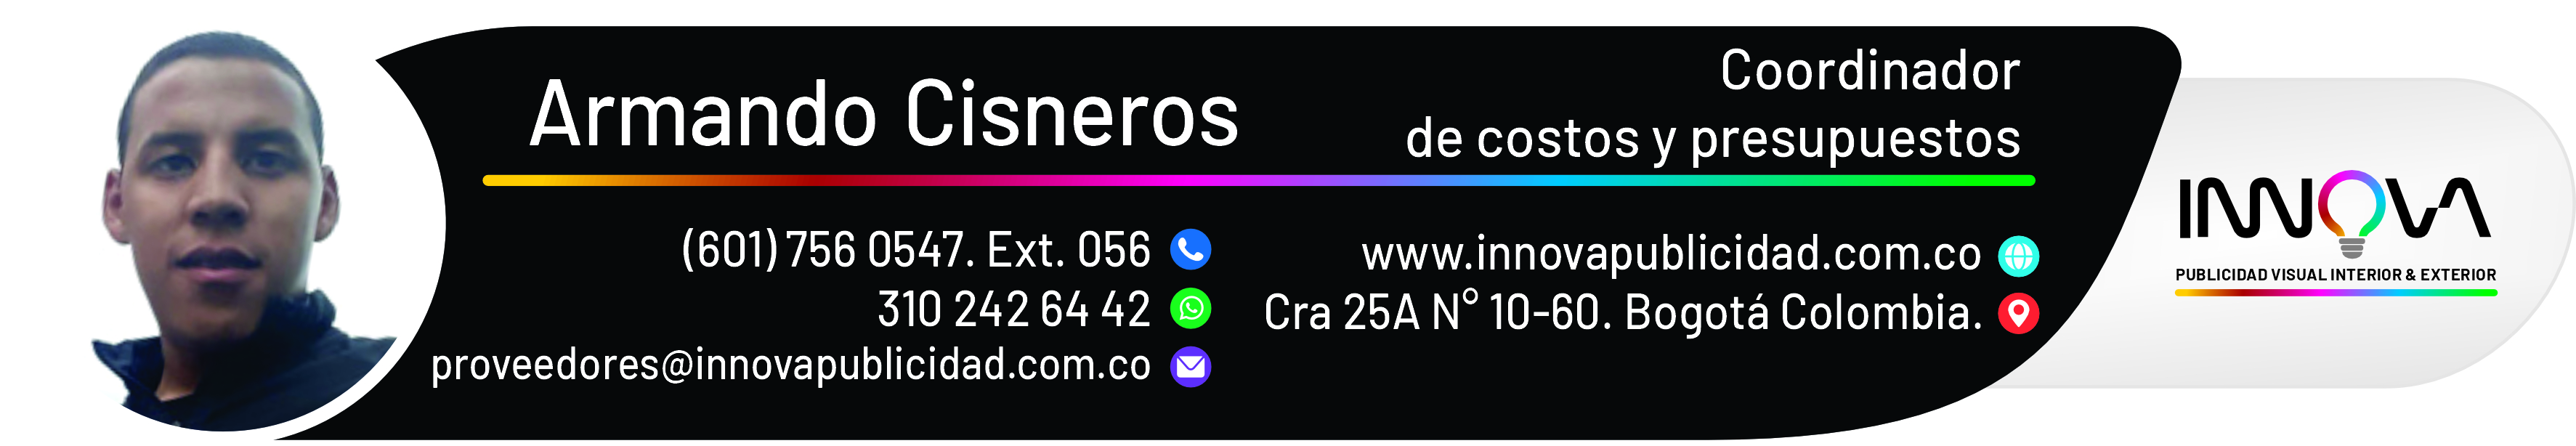 Armando Cisneros
Coordinador
de costos y presupuestos
(601) 756 0547. Ext. 056
310 242 64 42
proveedores@innovapublicidad.com.co
www.innovapublicidad.com.co
Cra 25A N° 10-60. Bogotá Colombia.
INNOVA
PUBLICIDAD VISUAL INTERIOR & EXTERIOR